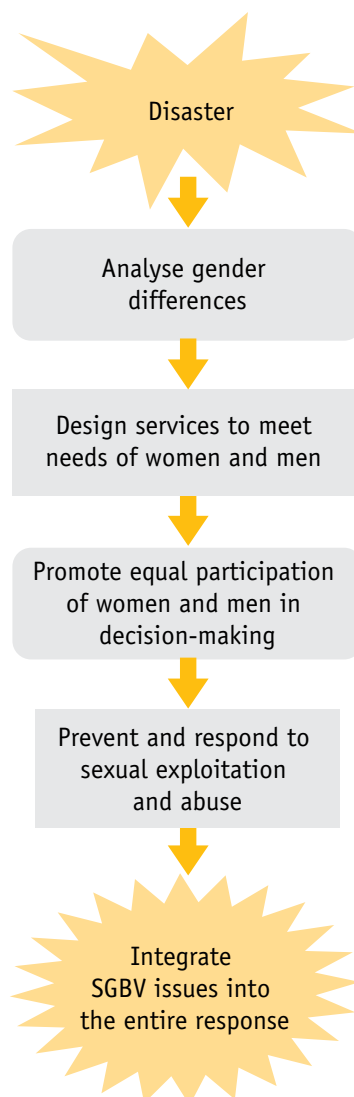 Disaster
Analyse gender
differences
Design services to meet
needs of women and men
Promote equal participation
of women and men in
decision-making
Prevent and respond to
sexual exploitation
and abuse
Integrate
SGBV issues into
the entire response